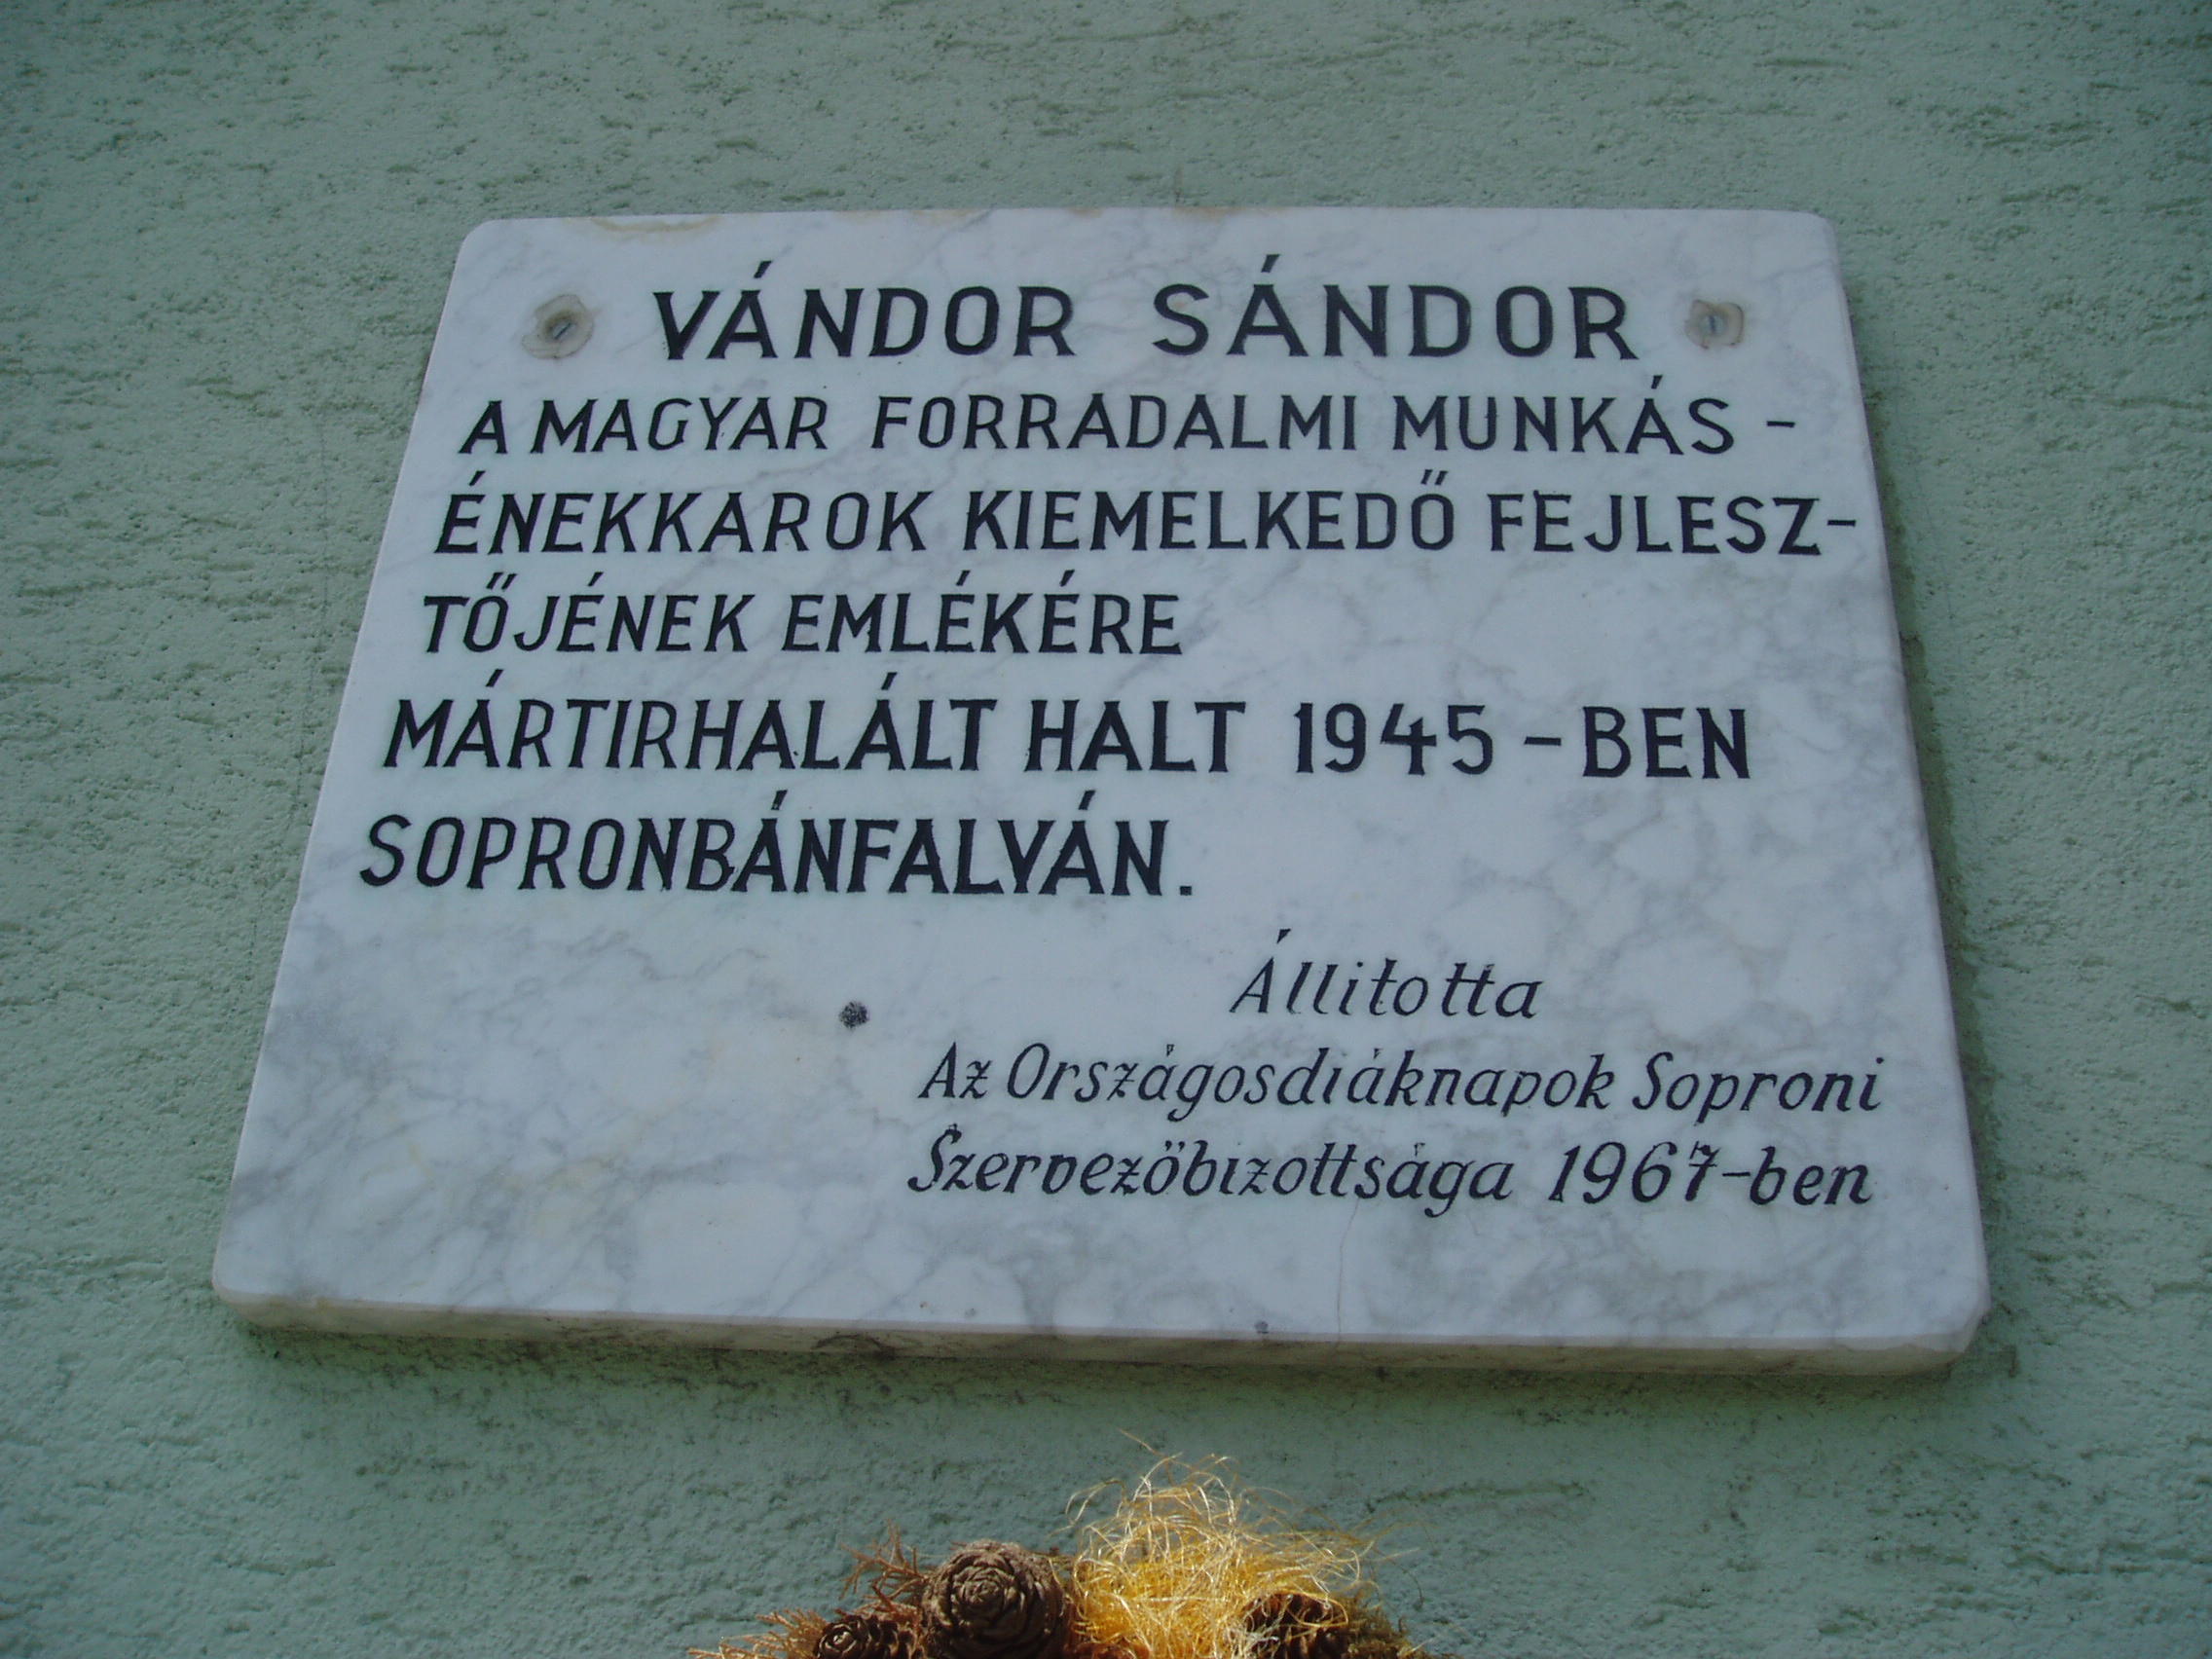 VÁNDOR SÁNDOR
A MAGYAR FORRADALMI MUNKÁS -
ÉNEKKAROK KIEMELKEDŐ FEJLESZ-
TŐJÉNEK EMLÉKÉRE
MÁRTIRHALÁLT HALT 1945 - BEN
SOPRONBÁNFALVÁN.
Állitotta
Az Országosdiáknapok Soproni
Szervezöbizottsága 1967-ben